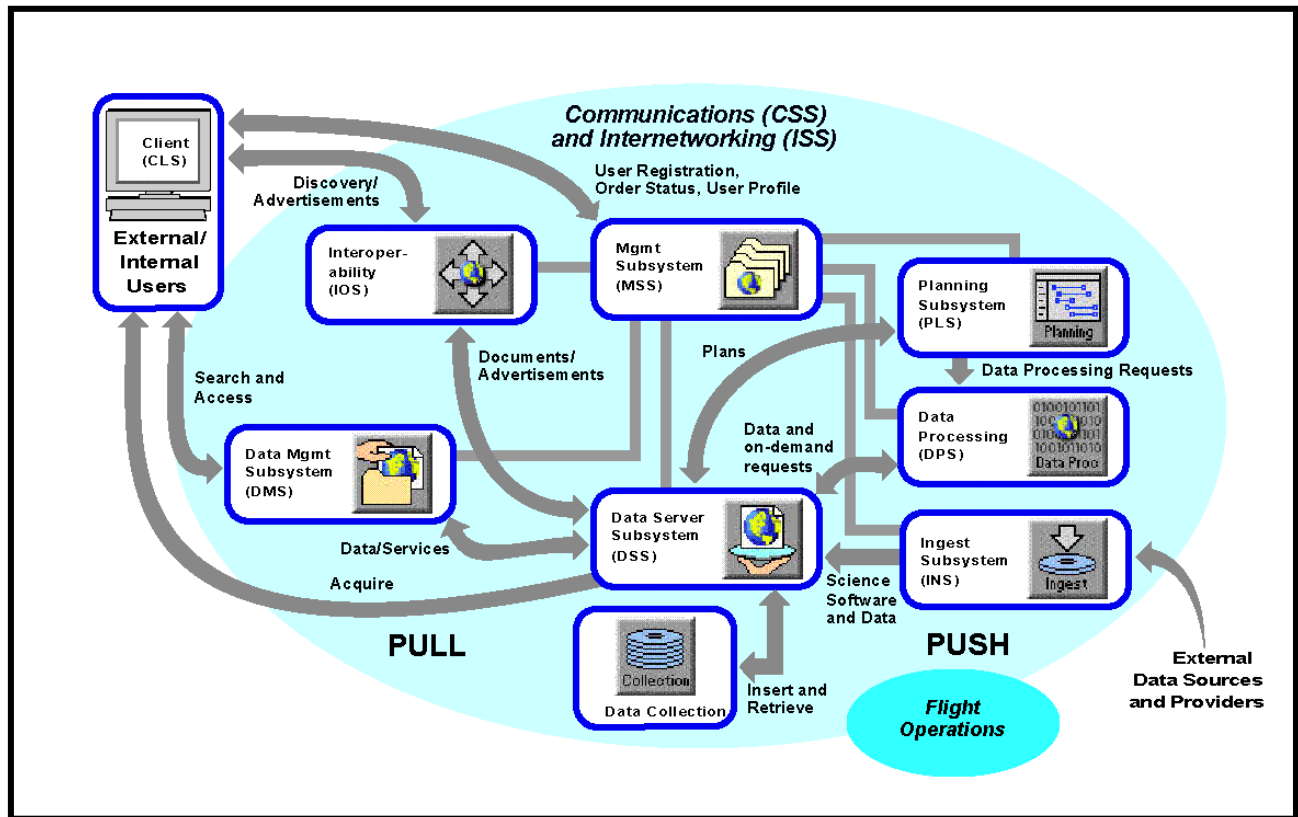 Communications (CSS)
and Internetworking (ISS)
Client
(CLS)
External/
Internal
Users
Discovery/
Advertisements
User Registration,
Order Status, User Profile
Interoper-
ability
(IOS)
Mgmt
Subsystem
(MSS)
Planning
Subsystem
(PLS)
Planning
Plans
Documents/
Advertisements
Search and
Access
Data Processing Requests
Data
Processing
(DPS)
Data Proc
Data and
on-demand
requests
Data Mgmt
Subsystem
(DMS)
Data Server
Subsystem
(DSS)
Ingest
Subsystem
(INS)
Ingest
Data/Services
Acquire
Science
Software
and Data
PULL
PUSH
Collection
Data Collection
Insert and
Retrieve
External
Data Sources
and Providers
Flight
Operations